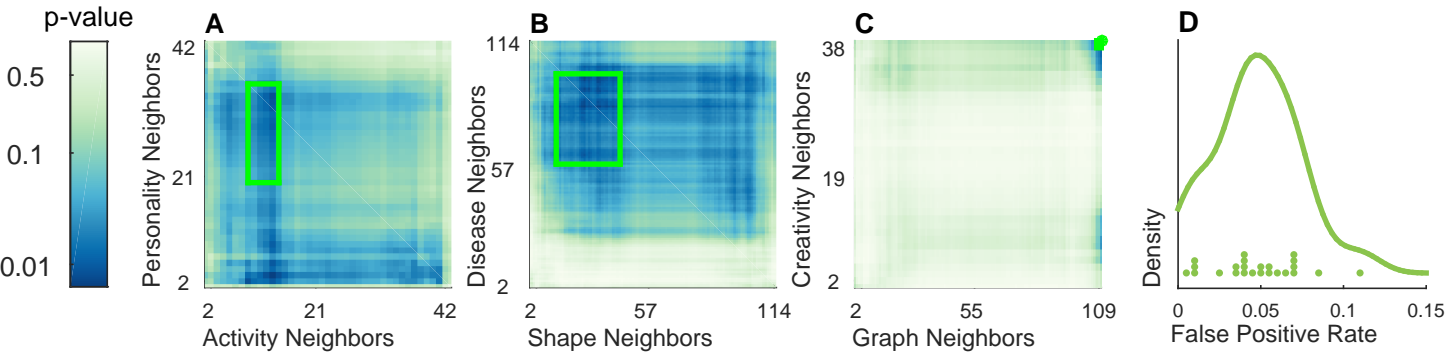 p-value
0.5
0.1
0.01
A
Personality Neighbors
42
21
2
2 21 42
Activity Neighbors
B
Disease Neighbors
114
57
2
2 57 114
Shape Neighbors
C
Creativity Neighbors
38
19
2
2 55 109
Graph Neighbors
D
Density
0 0.05 0.1 0.15
False Positive Rate